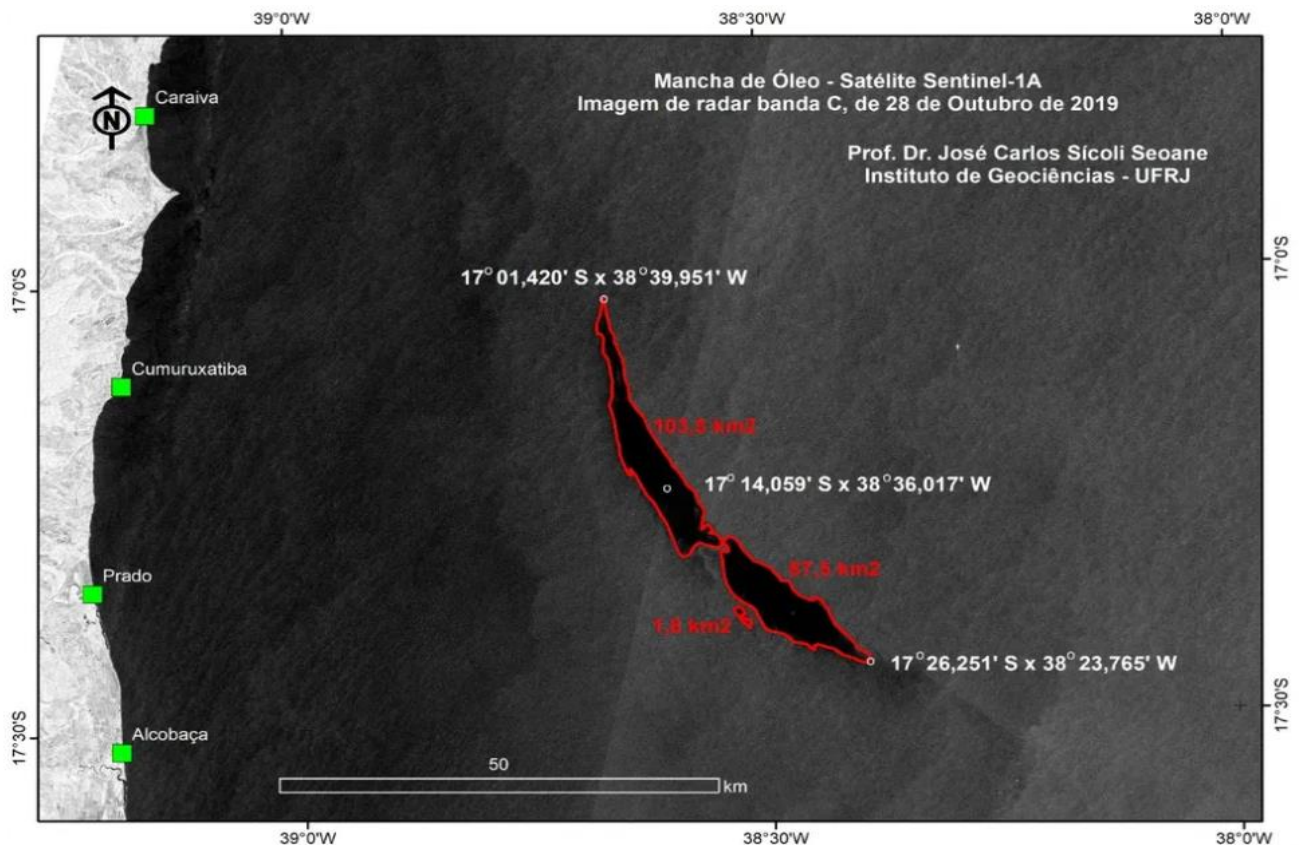 39°0'W 38°30'W 38°0'W
Mancha de Óleo - Satélite Sentinel-1A
Imagem de radar banda C, de 28 de Outubro de 2019
Caraiva
N
Prof. Dr. José Carlos Sícoli Seoane
Instituto de Geociências - UFRJ
17°0'S
17°0'S
17°01,420' S x 38°39,951' W
Cumuruxatiba
103,8 km2
17°14,059' S x 38°36,017' W
Prado
67,5 km2
1,8 km2
17°26,251' S x 38°23,765' W
17°30'S
17°30'S
Alcobaça
50
km
39°0'W 38°30'W 38°0'W